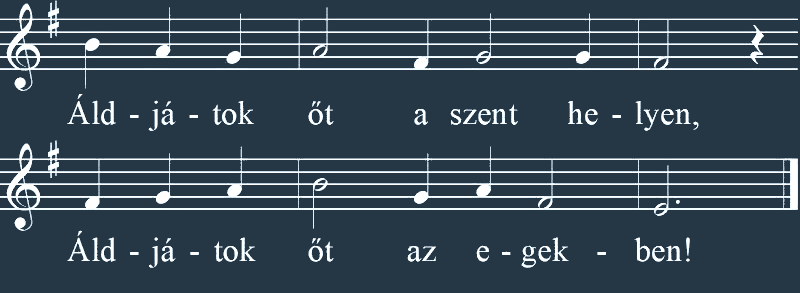 Áld - já - tok őt a szent he - lyen,
Áld - já - tok őt az e - gek - ben!